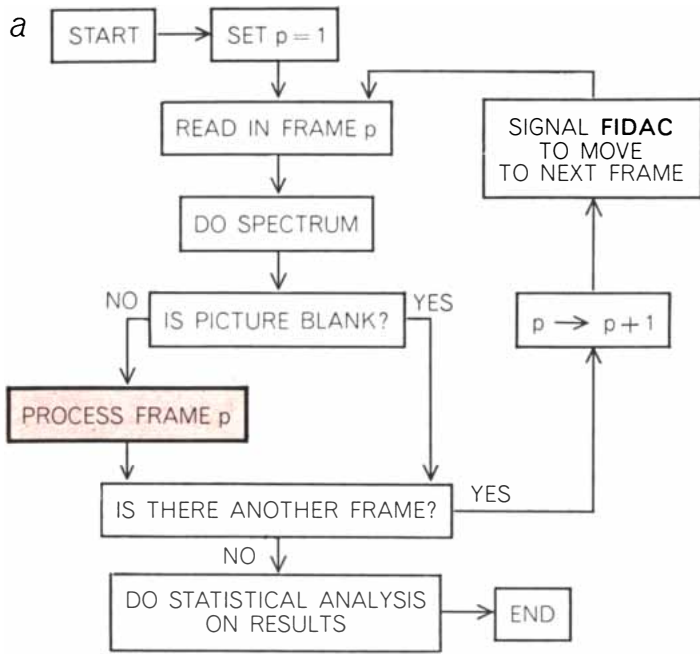 a
START
SET p = 1
READ IN FRAME p
SIGNAL FIDAC
TO MOVE
TO NEXT FRAME
DO SPECTRUM
NO
IS PICTURE BLANK?
YES
p → p + 1
PROCESS FRAME p
IS THERE ANOTHER FRAME?
YES
NO
DO STATISTICAL ANALYSIS
ON RESULTS
END